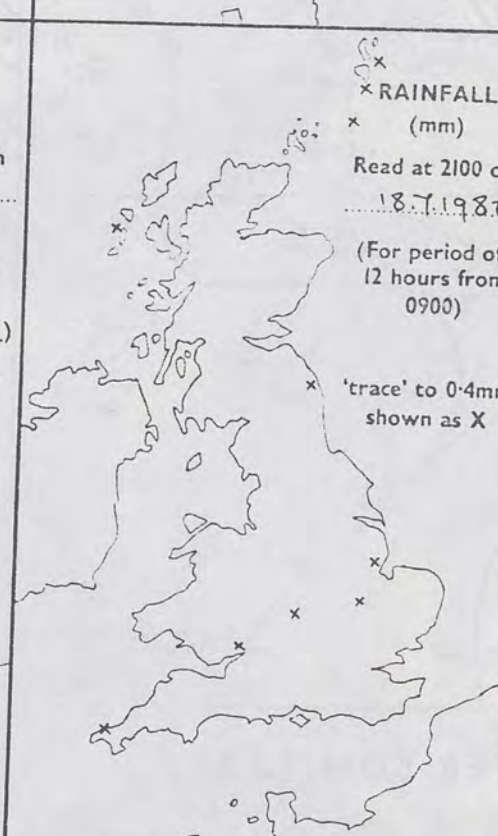 RAINFALL
(mm)
Read at 2100 o
18.7.198
(For period of
12 hours from
0900)
'trace' to 0·4mm
shown as X